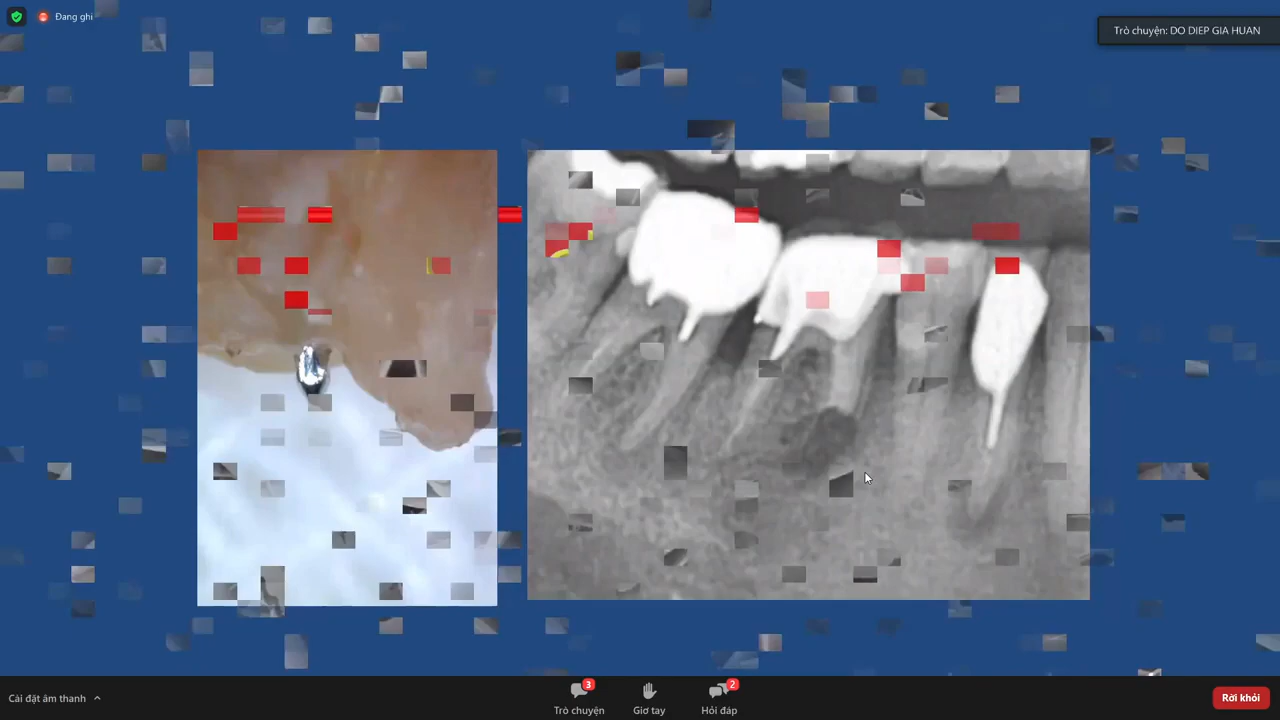 Đang ghi
Trò chuyện: DO DIEP GIA HUAN
Cài đặt âm thanh
3
Trò chuyện
Giơ tay
2
Hỏi đáp
Rời khỏi